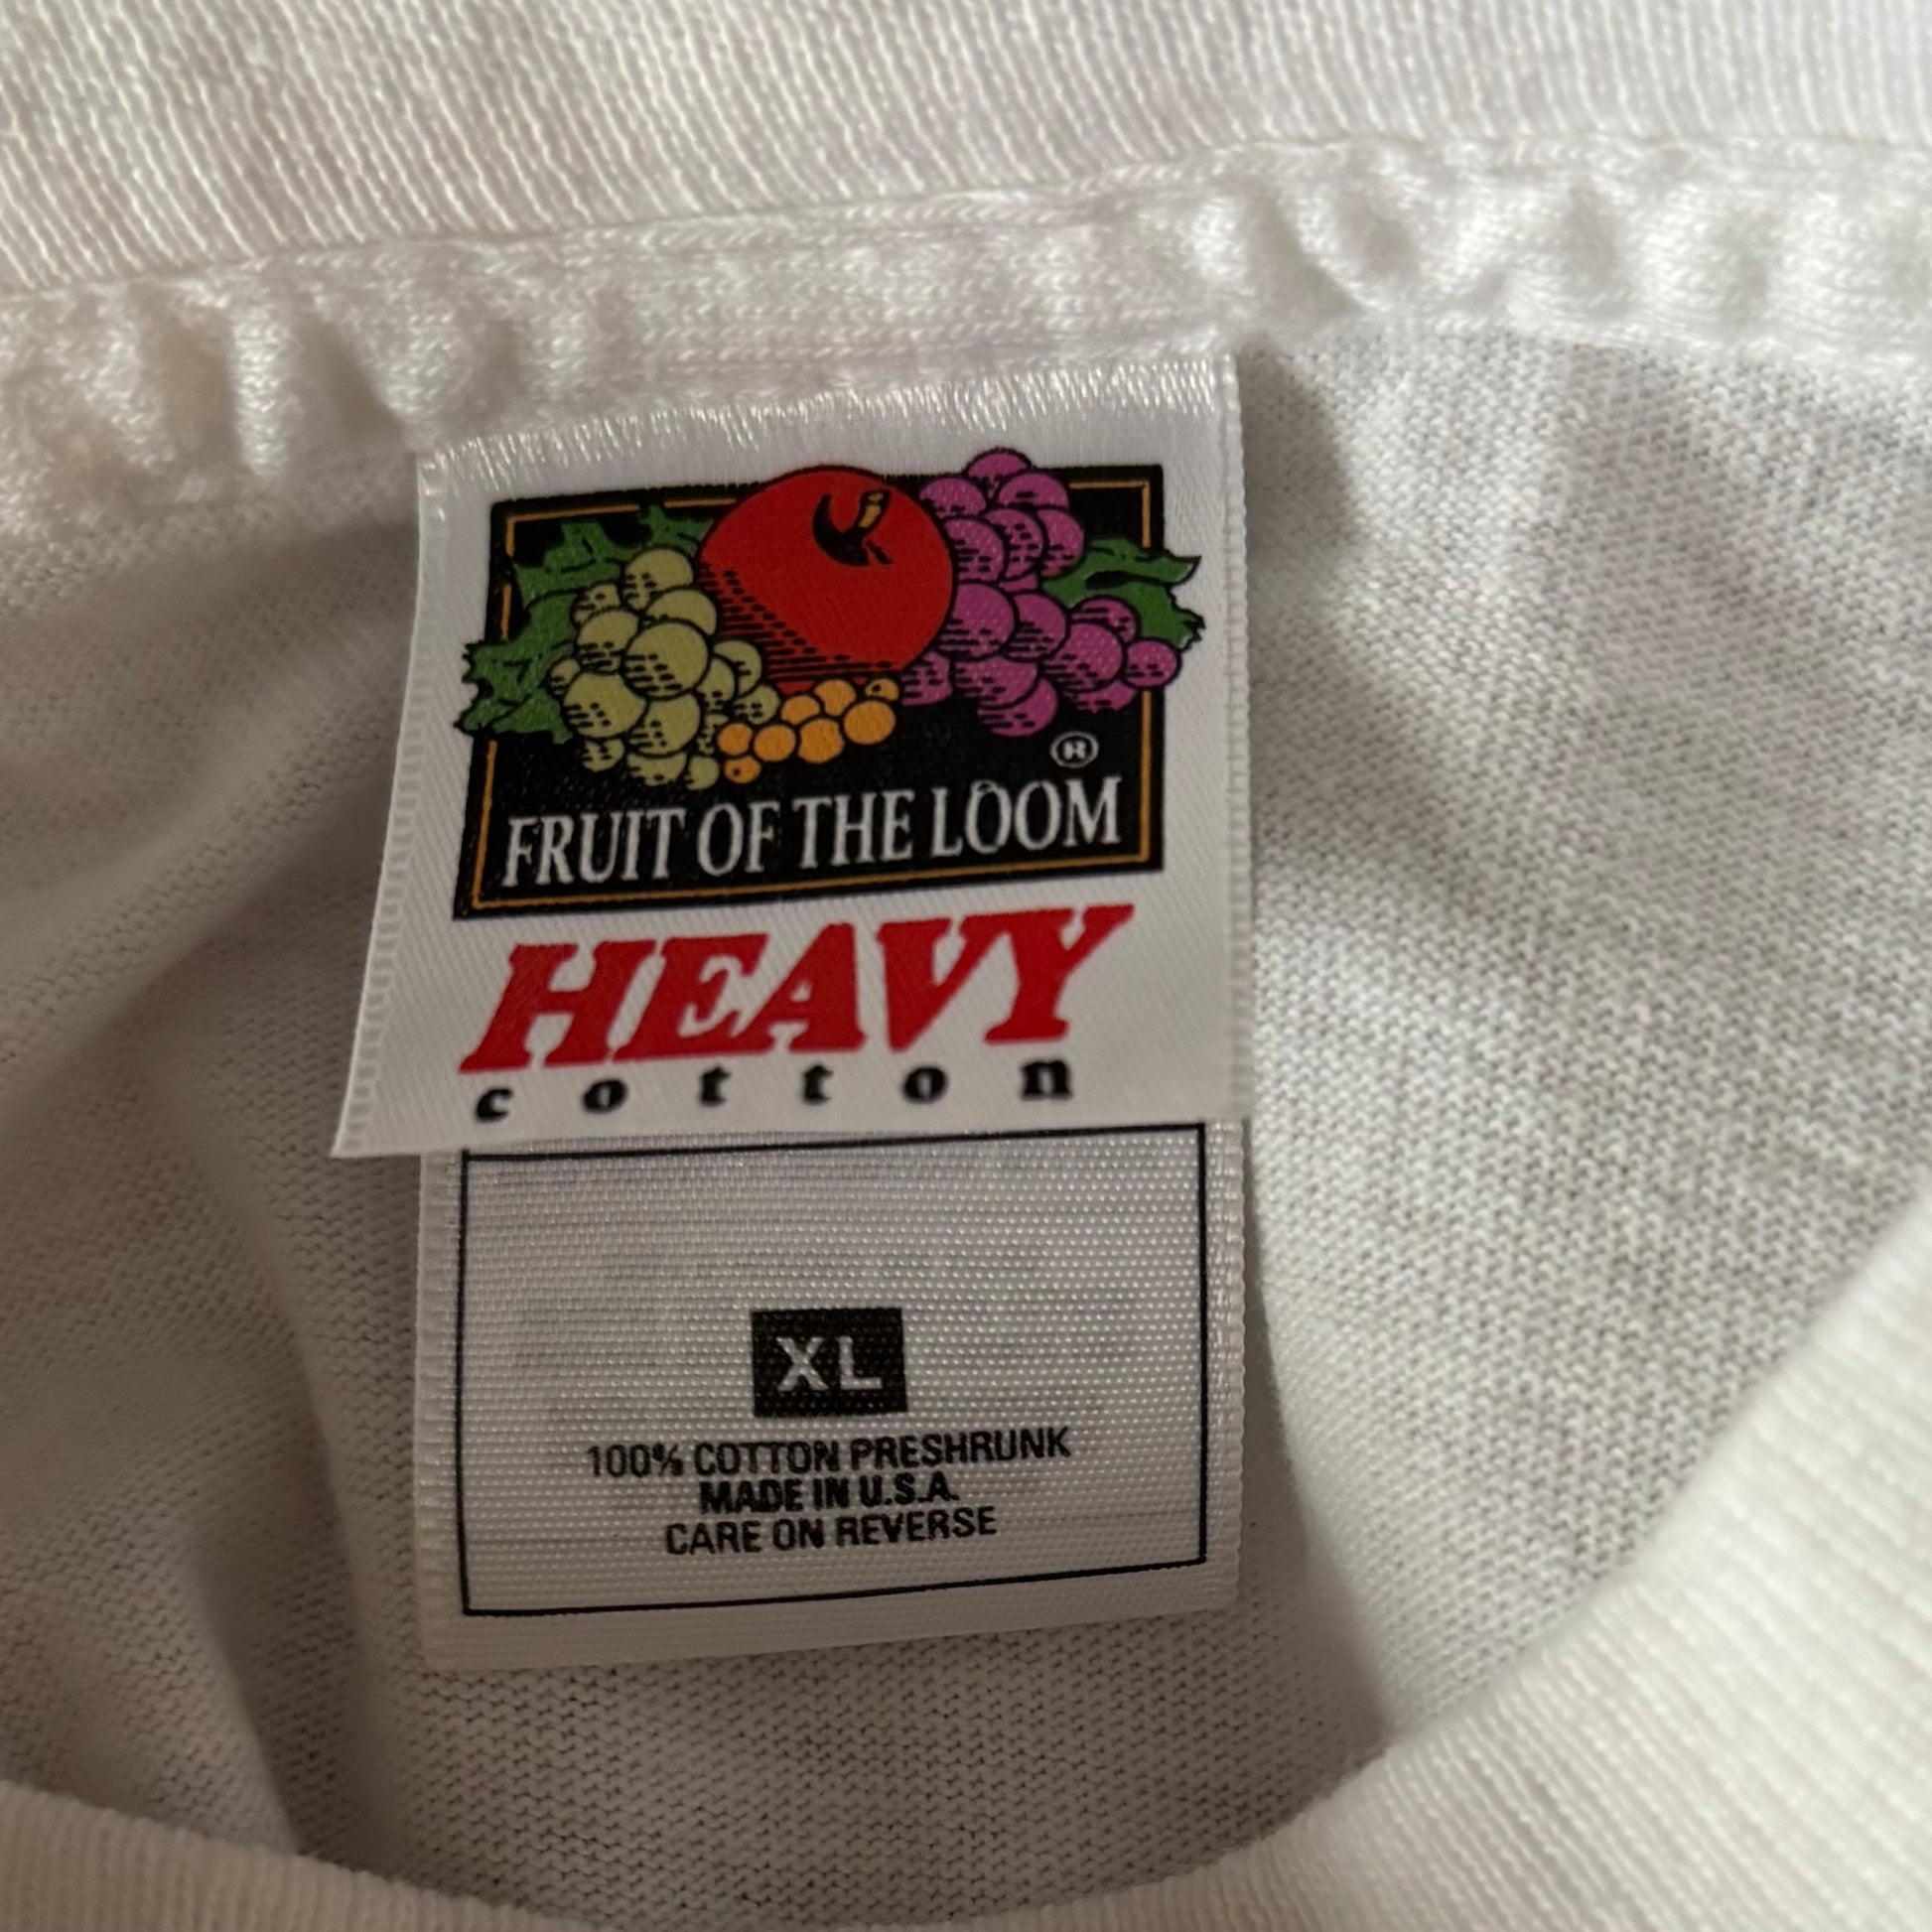 ®
FRUIT OF THE LOOM
HEAVY
cotton
XL
100% COTTON PRESHRUNK
MADE IN U.S.A.
CARE ON REVERSE